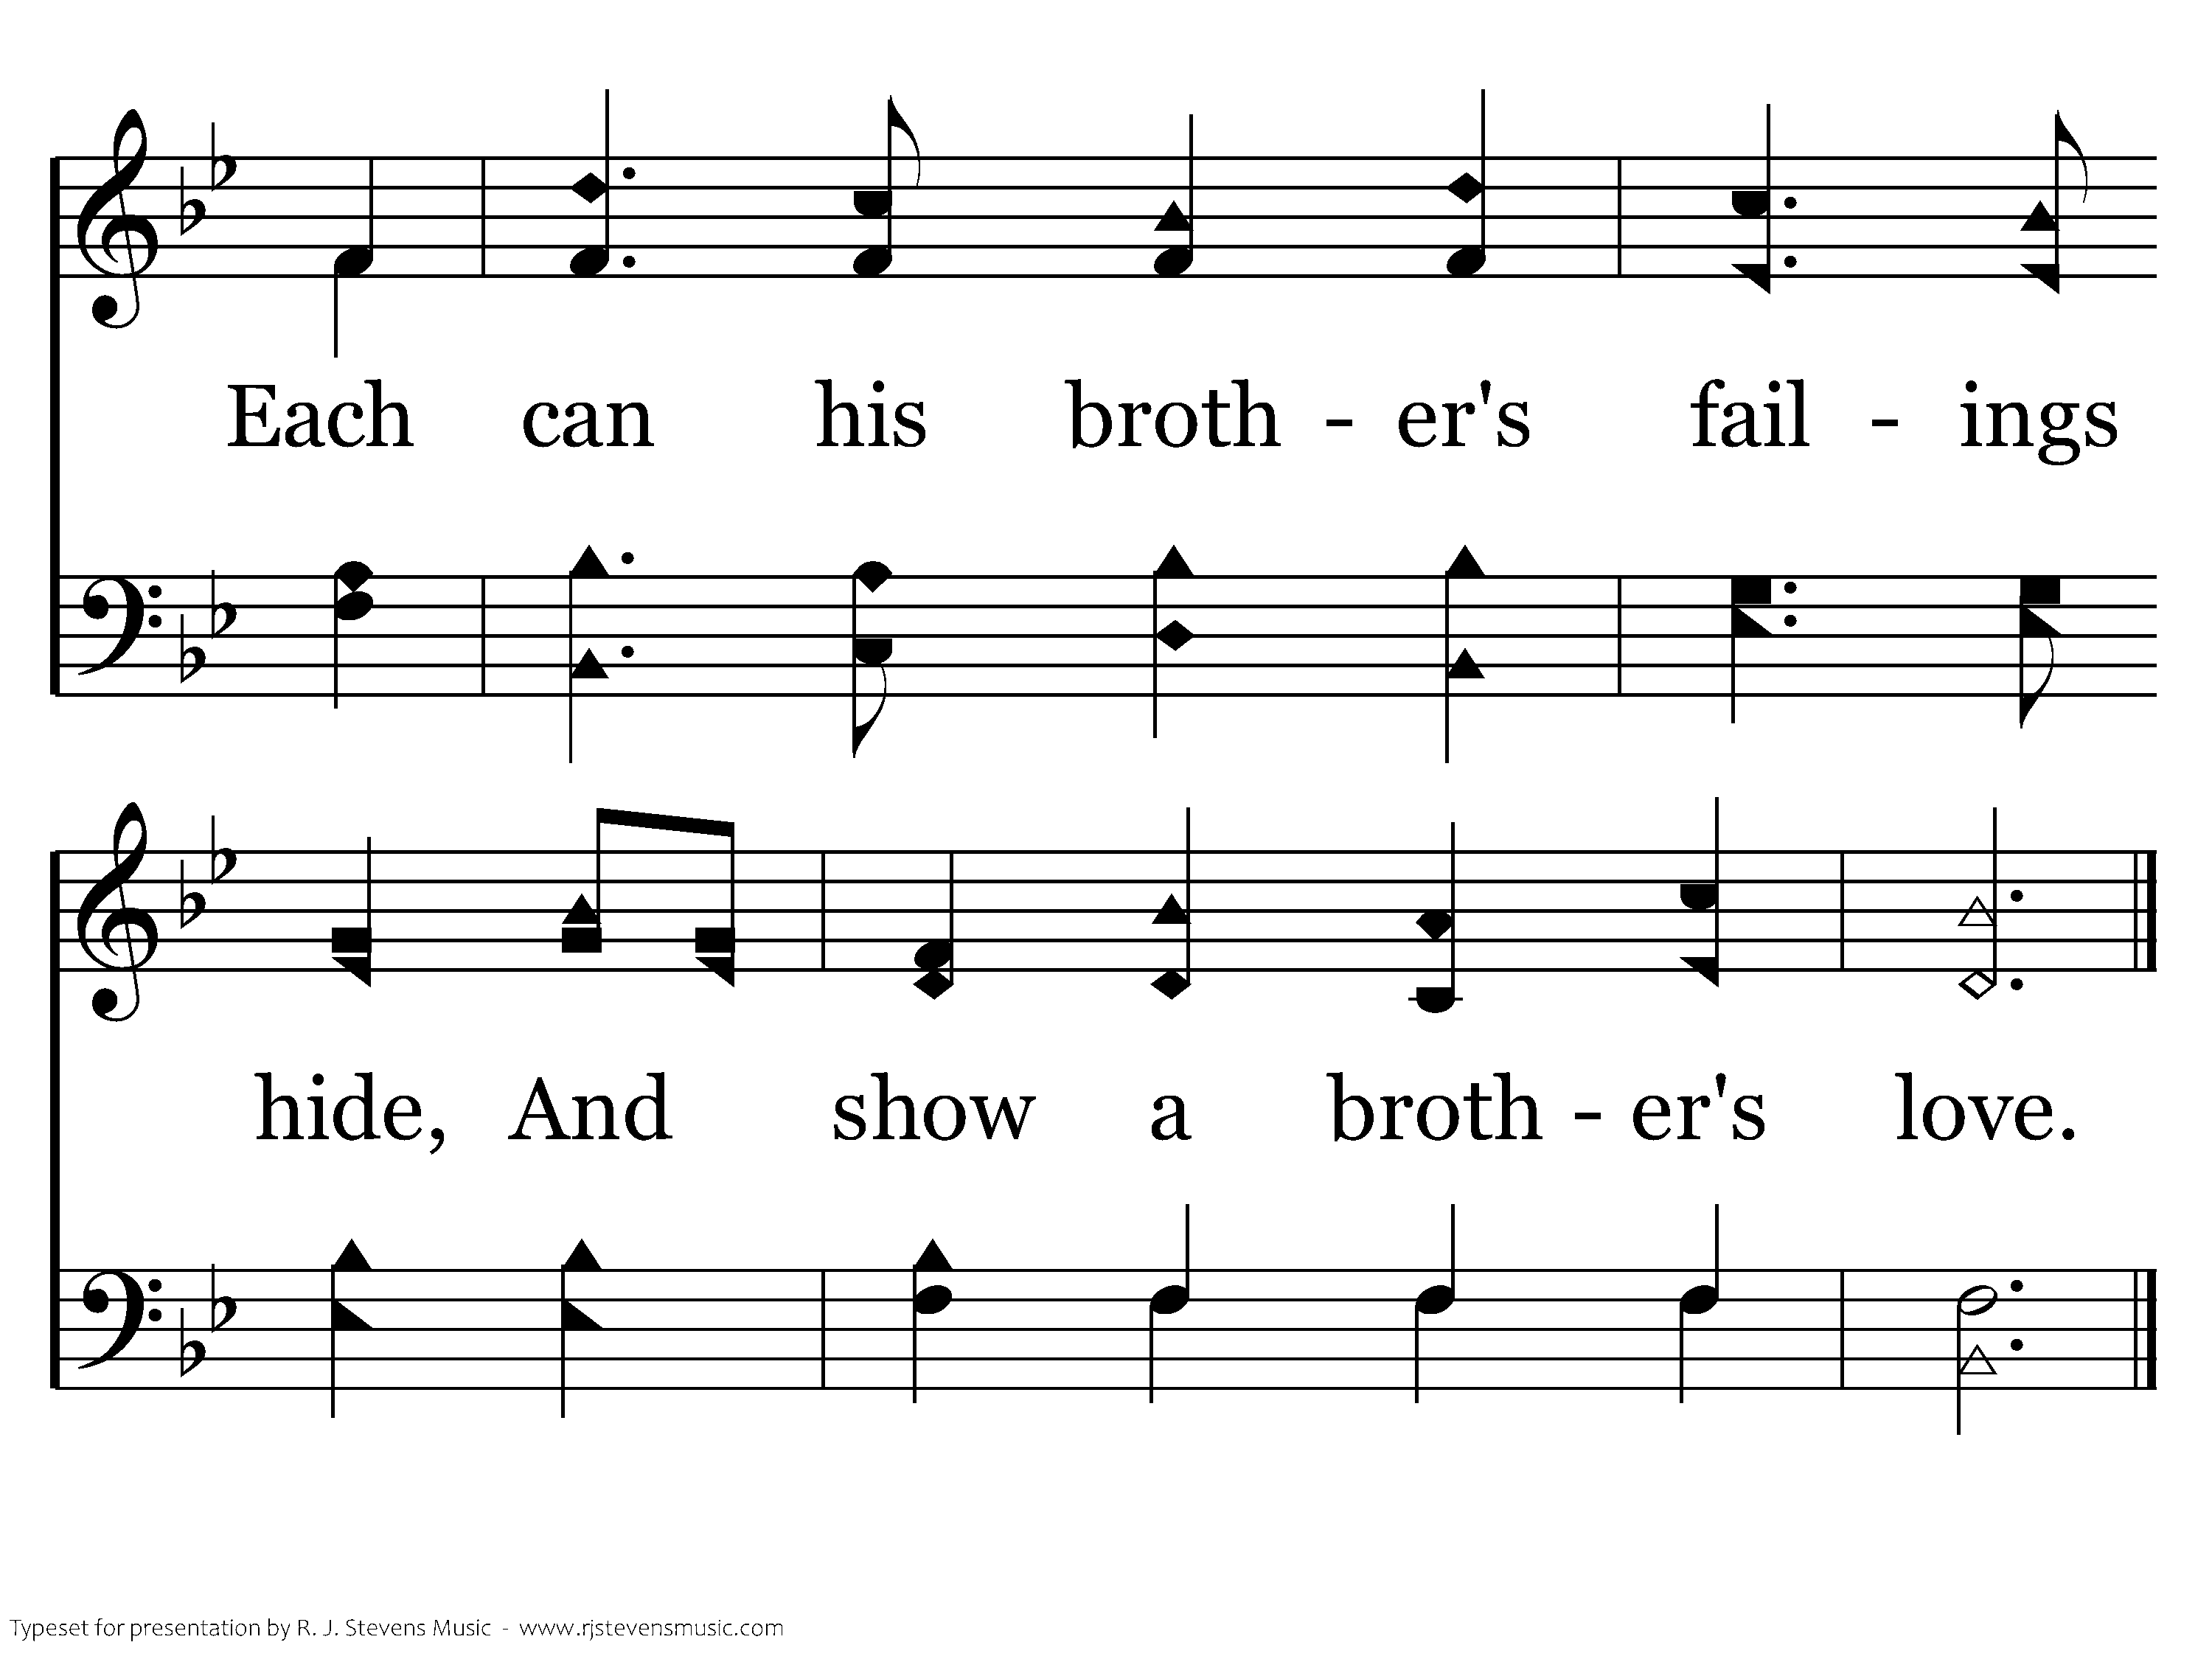 Each can his broth - er's fail - ings
hide, And show a broth - er's love.
Typeset for presentation by R. J. Stevens Music - www.rjstevensmusic.com